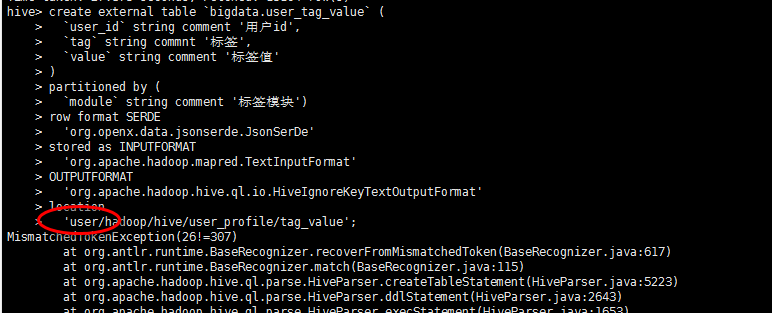 hive> create external table `bigdata.user_tag_value` (
    >   `user_id` string comment '用户id',
    >   `tag` string commnt '标签',
    >   `value` string comment '标签值'
    > )
    > partitioned by (
    >   `module` string comment '标签模块')
    > row format SERDE
    >   'org.openx.data.jsonserde.JsonSerDe'
    > stored as INPUTFORMAT
    >   'org.apache.hadoop.mapred.TextInputFormat'
    > OUTPUTFORMAT
    >   'org.apache.hadoop.hive.ql.io.HiveIgnoreKeyTextOutputFormat'
    > location
    >   'user/hadoop/hive/user_profile/tag_value';
MismatchedTokenException(26!=307)
        at org.antlr.runtime.BaseRecognizer.recoverFromMismatchedToken(BaseRecognizer.java:617)
        at org.antlr.runtime.BaseRecognizer.match(BaseRecognizer.java:115)
        at org.apache.hadoop.hive.ql.parse.HiveParser.createTableStatement(HiveParser.java:5223)
        at org.apache.hadoop.hive.ql.parse.HiveParser.ddlStatement(HiveParser.java:2643)
        at org.apache.hadoop.hive.ql.parse.HiveParser.execStatement(HiveParser.java:1653)